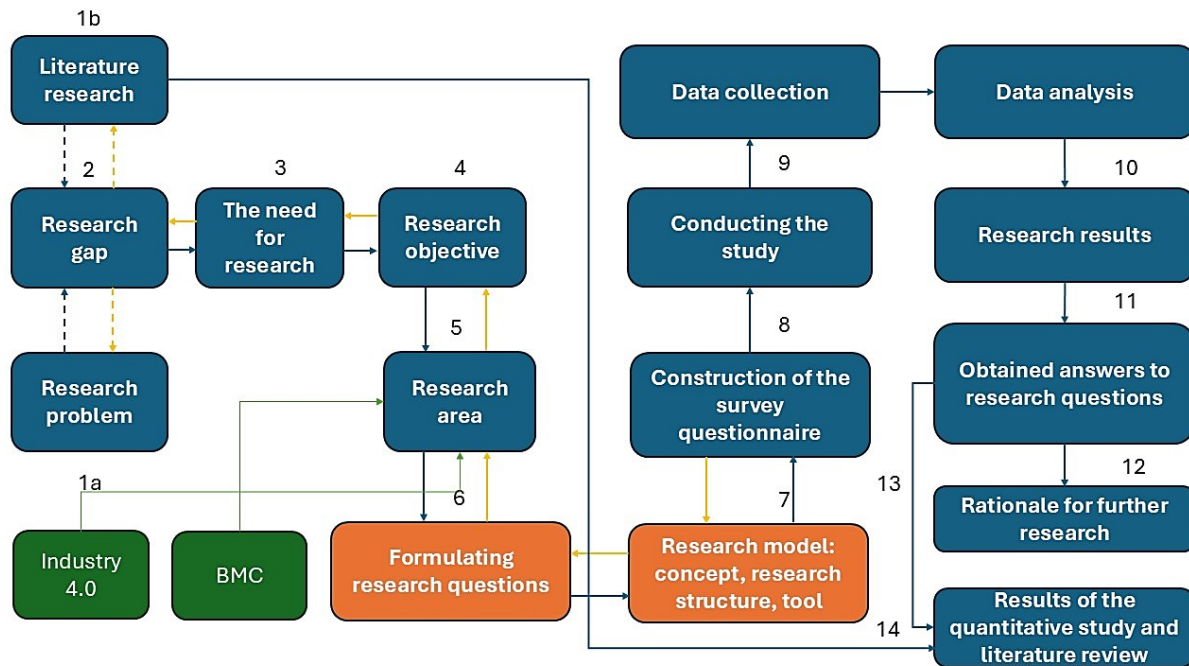 1b
Literature
research
2
Research
gap
Research
problem
3
The need
for
research
4
Research
objective
5
Research
area
1a
6
Industry
4.0
BMC
Formulating
research questions
Data collection
9
Conducting the
study
8
Construction of the
survey
questionnaire
7
Research model:
concept, research
structure, tool
Data analysis
10
Research results
11
Obtained answers to
research questions
12
13
Rationale for further
research
14
Results of the
quantitative study and
literature review